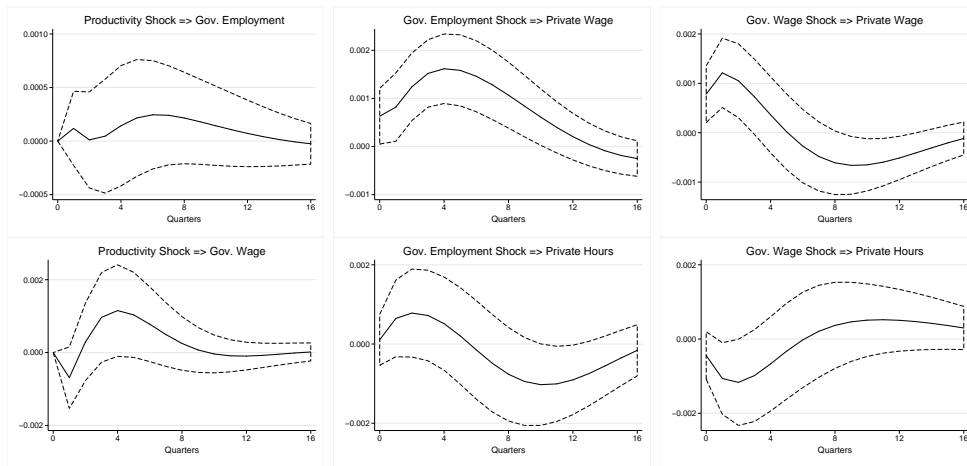 Productivity Shock => Gov. Employment
0.0010
0.0005
0.0000
−0.0005
0 4 8 12 16
Quarters
Gov. Employment Shock => Private Wage
0.002
0.001
0.000
−0.001
0 4 8 12 16
Quarters
Gov. Wage Shock => Private Wage
0.002
0.001
0.000
−0.001
0 4 8 12 16
Quarters
Productivity Shock => Gov. Wage
0.002
0.000
−0.002
0 4 8 12 16
Quarters
Gov. Employment Shock => Private Hours
0.002
0.000
−0.002
0 4 8 12 16
Quarters
Gov. Wage Shock => Private Hours
0.002
0.000
−0.002
0 4 8 12 16
Quarters